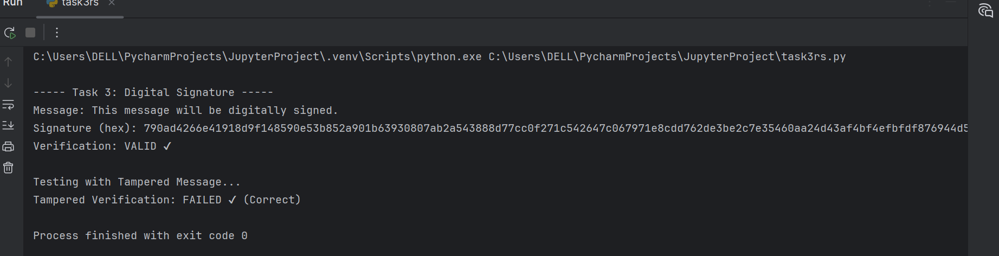 Run
task3rs
C:\Users\DELL\PycharmProjects\JupyterProject\.venv\Scripts\python.exe C:\Users\DELL\PycharmProjects\JupyterProject\task3rs.py
----- Task 3: Digital Signature -----
Message: This message will be digitally signed.
Signature (hex): 790ad4266e41918d9f148590e53b852a901b63930807ab2a543888d77cc0f271c542647c067971e8cdd762de3be2c7e35460aa24d43af4bf4efbfdf876944d5
Verification: VALID ✓
Testing with Tampered Message...
Tampered Verification: FAILED ✓ (Correct)
Process finished with exit code 0